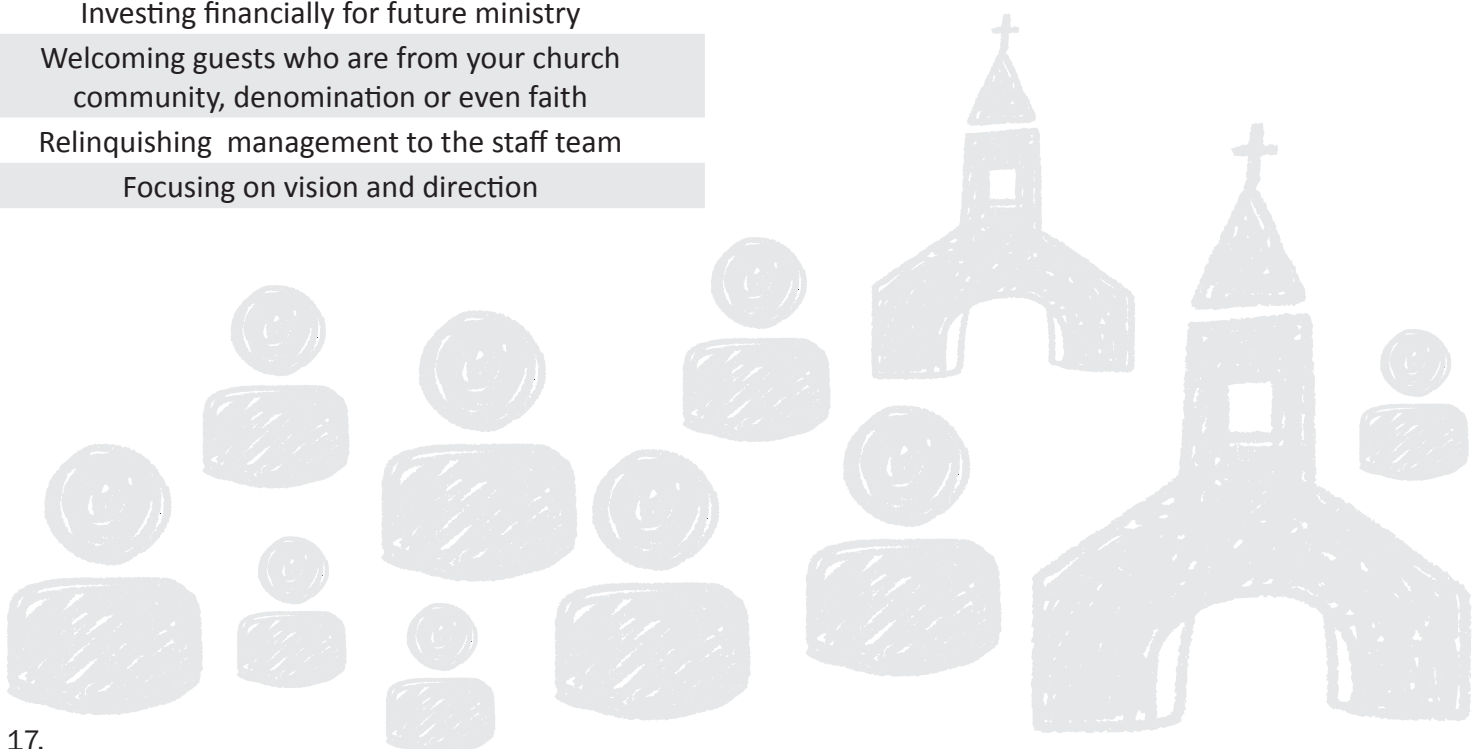 Investing financially for future ministry
Welcoming guests who are from your church
community, denomination or even faith
Relinquishing  management to the staff team
Focusing on vision and direction
17.